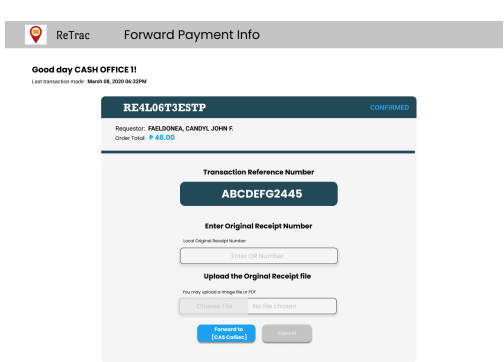 ReTrac
Forward Payment Info
Good day CASH OFFICE 1!
Last transaction made: March 08, 2020 06:32PM
RE4L06T3ESTP
CONFIRMED
Requestor: FAELDONEA, CANDYL JOHN F.
Order Total: ₱ 48.00
Transaction Reference Number
ABCDEFG2445
Enter Original Receipt Number
Local Original Receipt Number
Enter OR Number
Upload the Orginal Receipt file
You may upload a Image file or PDF
Choose File
No file chosen
Forward to
[CAS ColSec]
Cancel